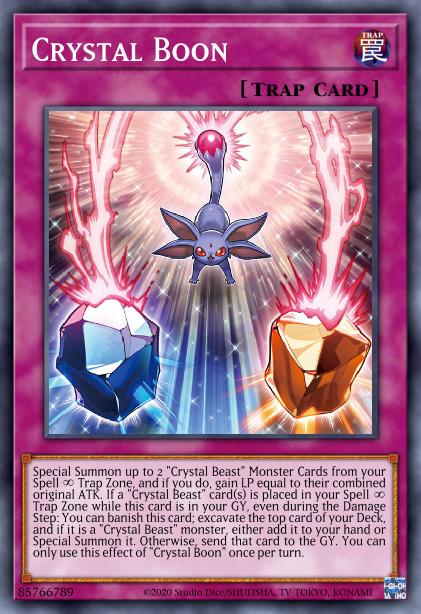 CRYSTAL BOON
TRAP
罠
[TRAP CARD]
Special Summon up to 2 "Crystal Beast" Monster Cards from your
Spell ∞ Trap Zone, and if you do, gain LP equal to their combined
original ATK. If a "Crystal Beast" card(s) is placed in your Spell ∞
Trap Zone while this card is in your GY, even during the Damage
Step: You can banish this card; excavate the top card of your Deck,
and if it is a "Crystal Beast" monster, either add it to your hand or
Special Summon it. Otherwise, send that card to the GY. You can
only use this effect of "Crystal Boon" once per turn.
85766789
©2020 Studio Dice/SHUEISHA, TV TOKYO, KONAMI